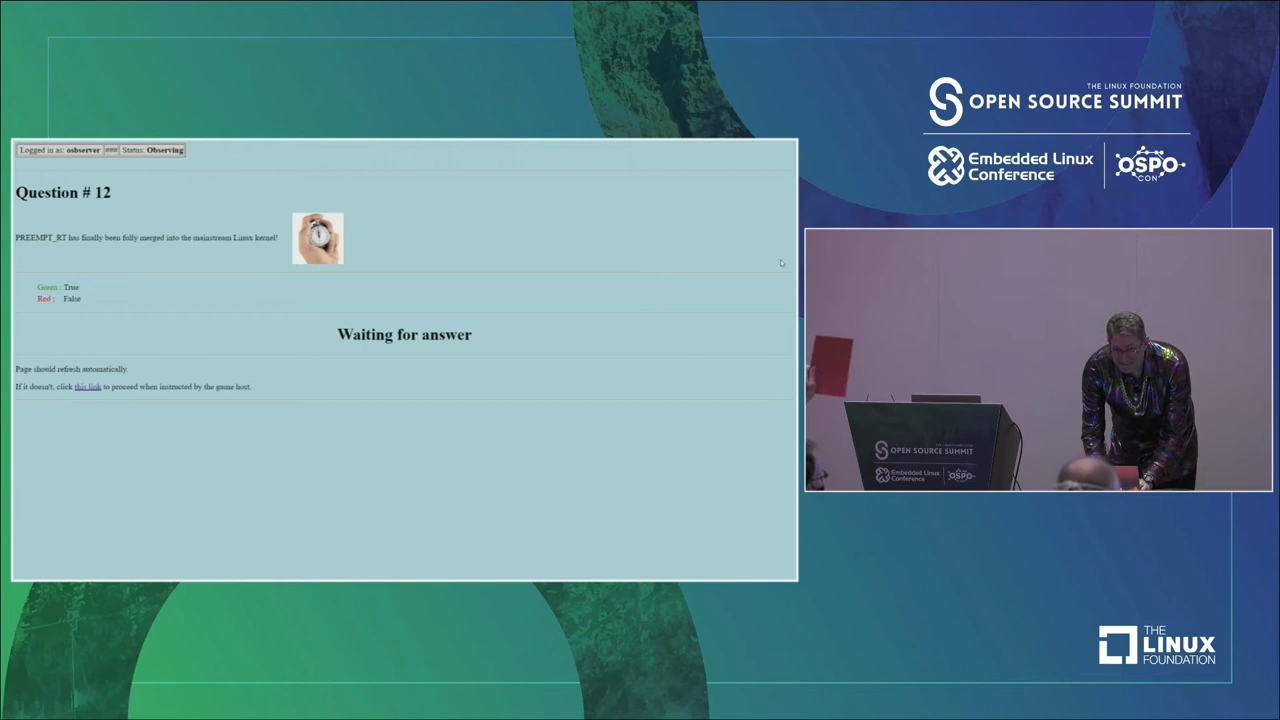 THE LINUX FOUNDATION
OPEN SOURCE SUMMIT
Embedded Linux
Conference
OSPO
CON
Logged in as: osbserver ### Status: Observing
Question # 12
PREEMPT_RT has finally been fully merged into the mainstream Linux kernel!
Green : True
Red : False
Waiting for answer
Page should refresh automatically.
If it doesn't, click this link to proceed when instructed by the game host.
OPEN SOURCE SUMMIT
Embedded Linux
Conference
OSPO
CON
THE
LINUX
FOUNDATION